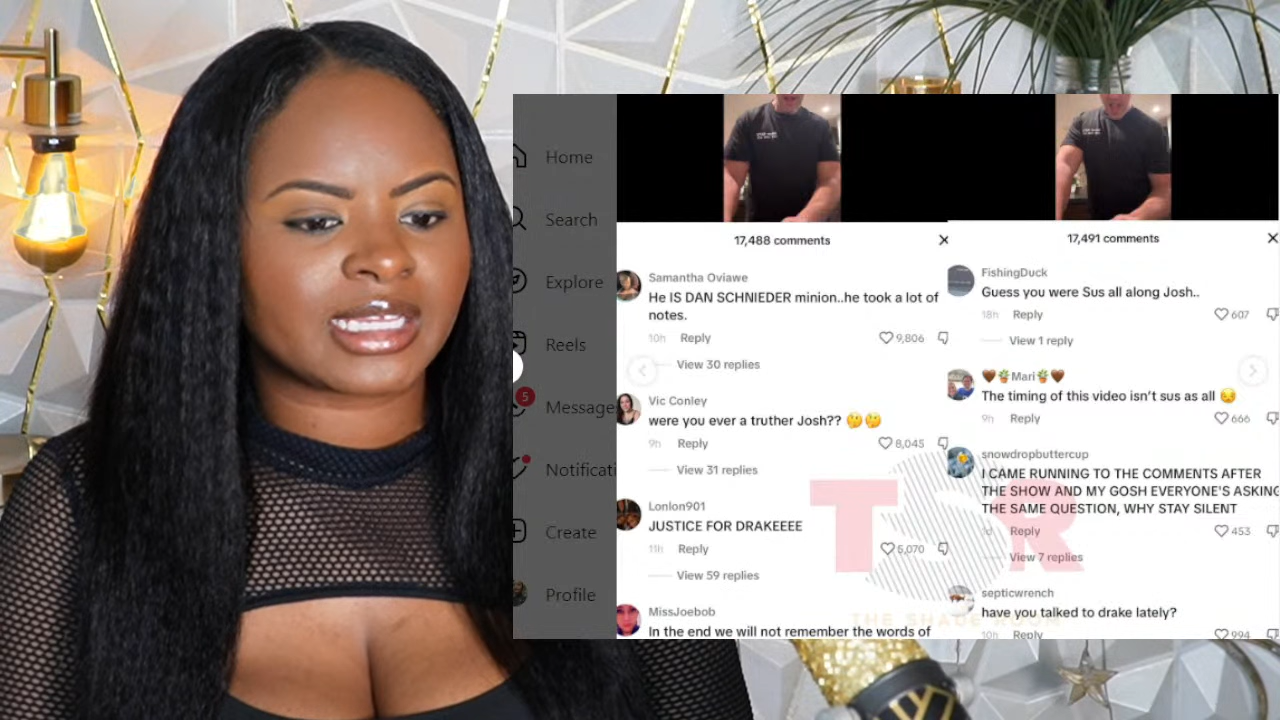 Home
Search
Explore
Reels
5
Message
Notificati
Create
Profile
17,488 comments
Samantha Oviawe
He IS DAN SCHNIEDER minion..he took a lot of
notes.
10h Reply 9,806
View 30 replies
Vic Conley
were you ever a truther Josh?? 🤔🤔
9h Reply 8,045
View 31 replies
Lonlon901
JUSTICE FOR DRAKEEEE
11h Reply 5,070
View 59 replies
MissJoebob
In the end we will not remember the words of
17,491 comments
FishingDuck
Guess you were Sus all along Josh..
18h Reply 607
View 1 reply
🤎🪴Mari🪴🤎
The timing of this video isn't sus as all 😔
9h Reply 666
snowdropbuttercup
I CAME RUNNING TO THE COMMENTS AFTER
THE SHOW AND MY GOSH EVERYONE'S ASKING
THE SAME QUESTION, WHY STAY SILENT
Reply 453
View 7 replies
septicwrench
have you talked to drake lately?
10h Reply 994
TSR
THE SHADE ROOM